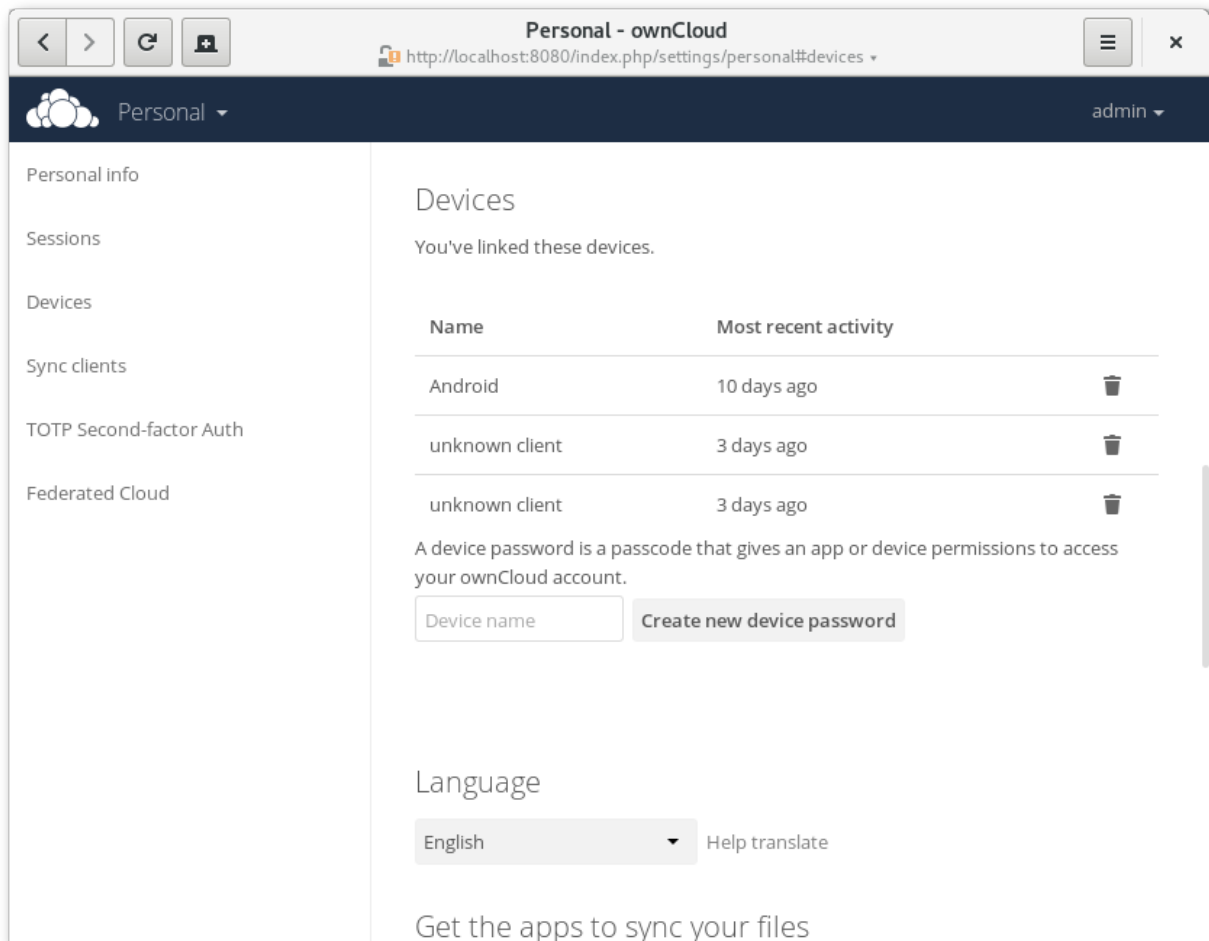 Personal - ownCloud
http://localhost:8080/index.php/settings/personal#devices
Personal
admin
Personal info
Sessions
Devices
Sync clients
TOTP Second-factor Auth
Federated Cloud
Devices
You've linked these devices.
Name Most recent activity
Android 10 days ago
unknown client 3 days ago
unknown client 3 days ago
A device password is a passcode that gives an app or device permissions to access
your ownCloud account.
Device name Create new device password
Language
English Help translate
Get the apps to sync your files